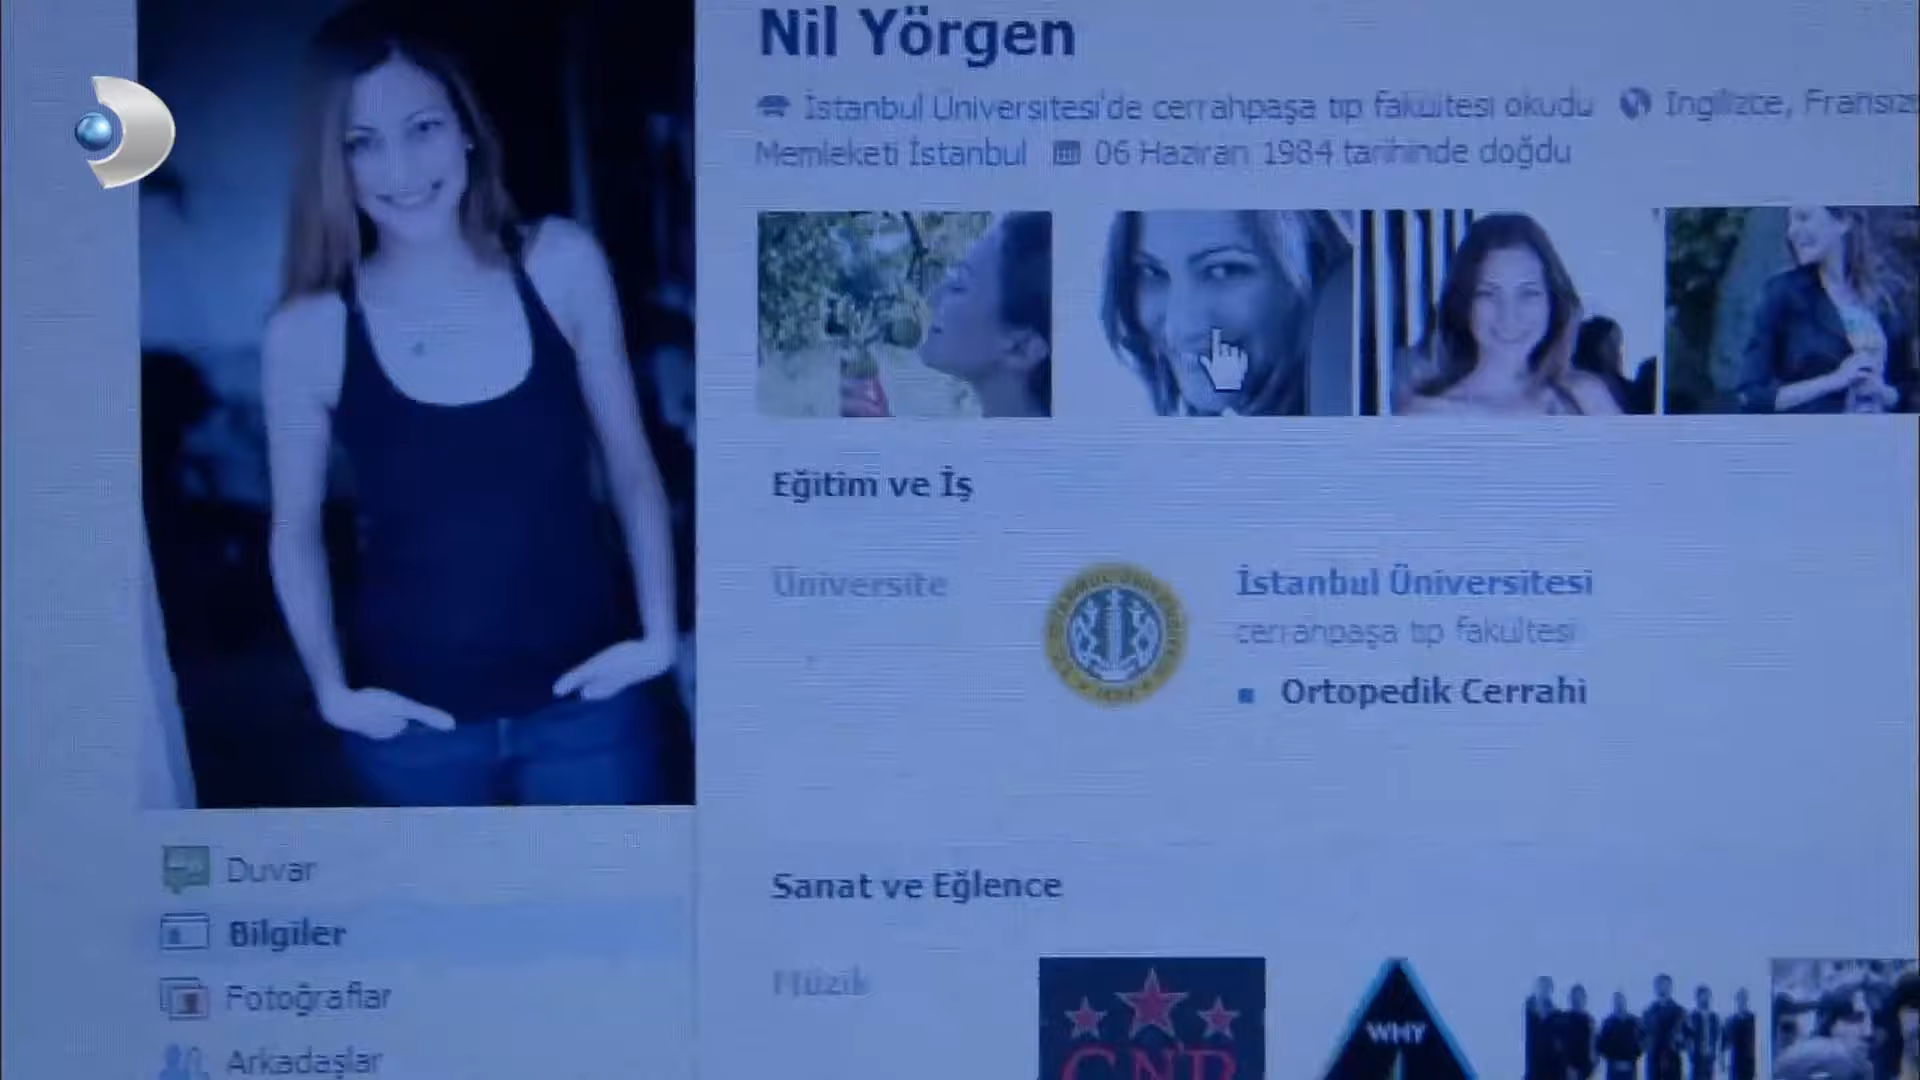 Nil Yörgen
İstanbul Üniversitesi'de cerrahpaşa tıp fakültesi okudu İngilizce,
Memleketi İstanbul 06 Haziran 1984 tarihinde doğdu
Eğitim ve İş
Üniversite
İstanbul Üniversitesi
cerrahpaşa tıp fakültesi
Ortopedik Cerrahi
Duvar
Sanat ve Eğlence
Bilgiler
Müzik
Fotoğraflar
WHY
Arkadaşlar